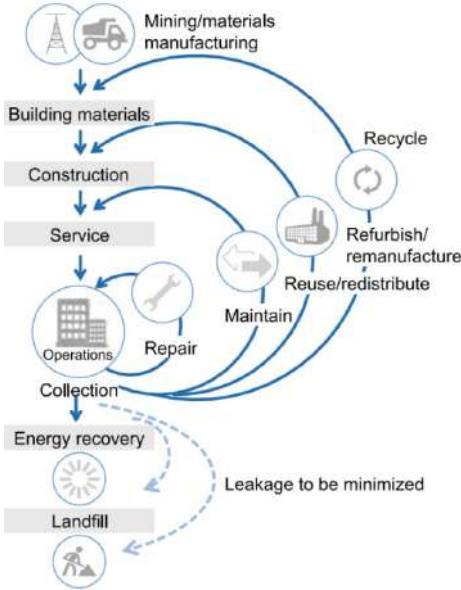 Mining/materials
manufacturing
Building materials
Recycle
Construction
Service
Refurbish/
remanufacture
Reuse/redistribute
Maintain
Repair
Operations
Collection
Energy recovery
Leakage to be minimized
Landfill